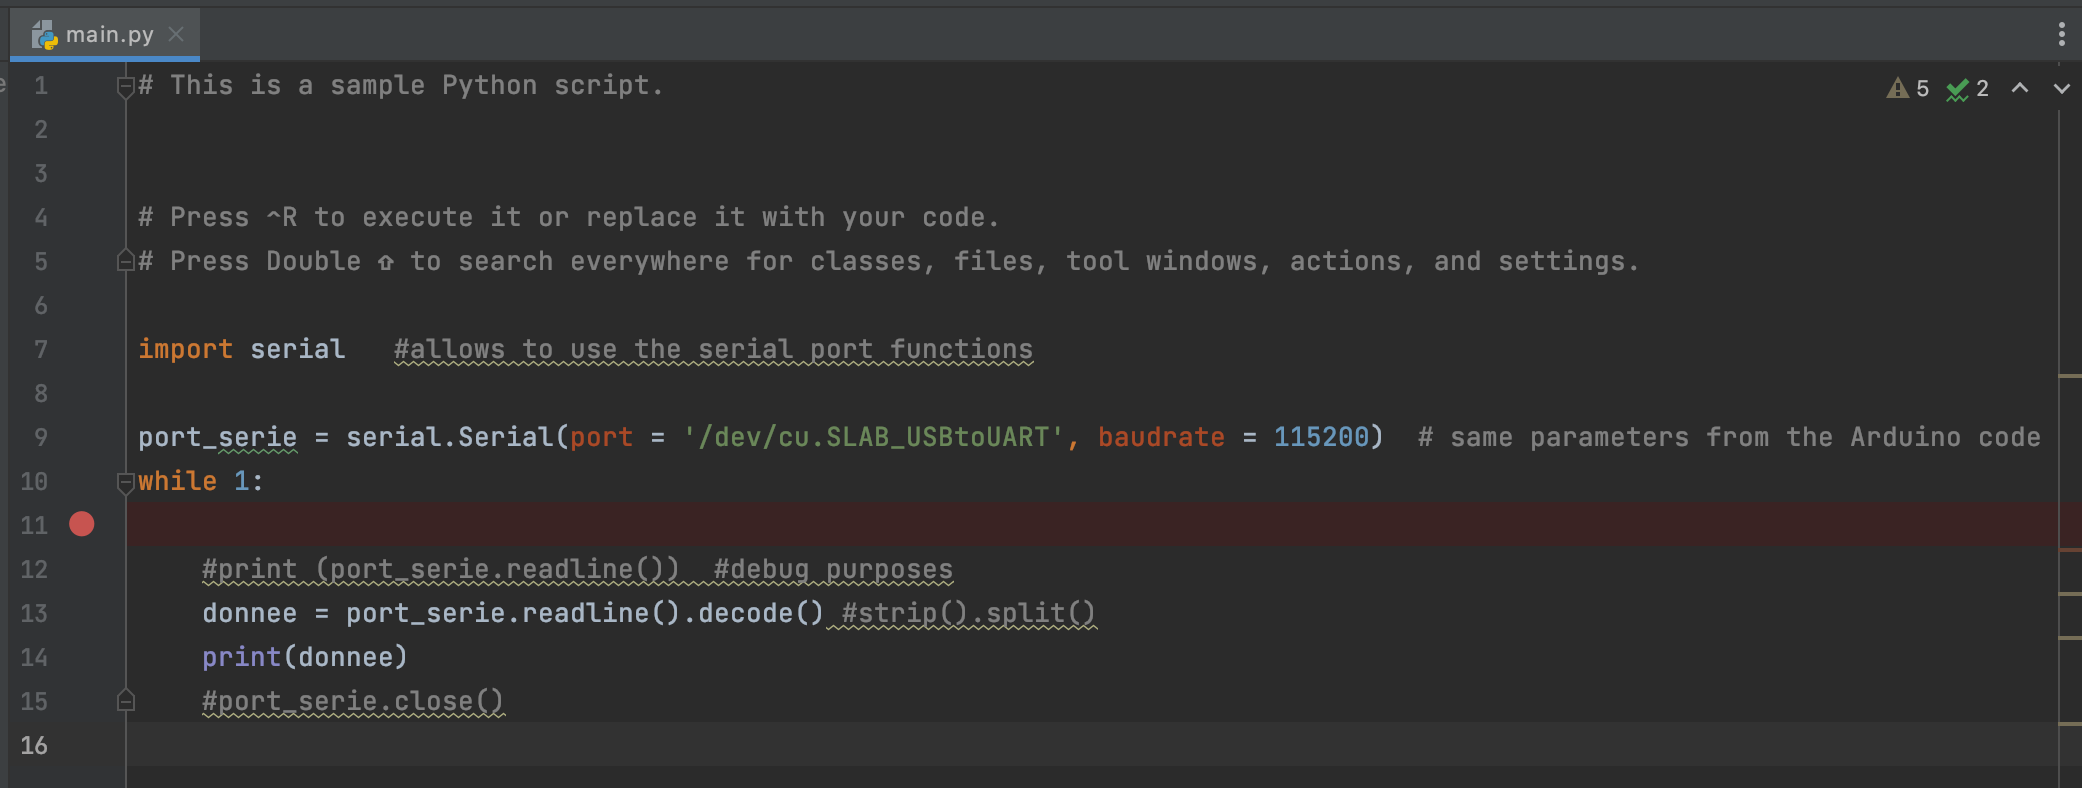 main.py
5 2
1 # This is a sample Python script.
2
3
4 # Press ^R to execute it or replace it with your code.
5 # Press Double ⇧ to search everywhere for classes, files, tool windows, actions, and settings.
6
7 import serial   #allows to use the serial port functions
8
9 port_serie = serial.Serial(port = '/dev/cu.SLAB_USBtoUART', baudrate = 115200)  # same parameters from the Arduino code
10 while 1:
11
12     #print (port_serie.readline())  #debug purposes
13     donnee = port_serie.readline().decode() #strip().split()
14     print(donnee)
15     #port_serie.close()
16